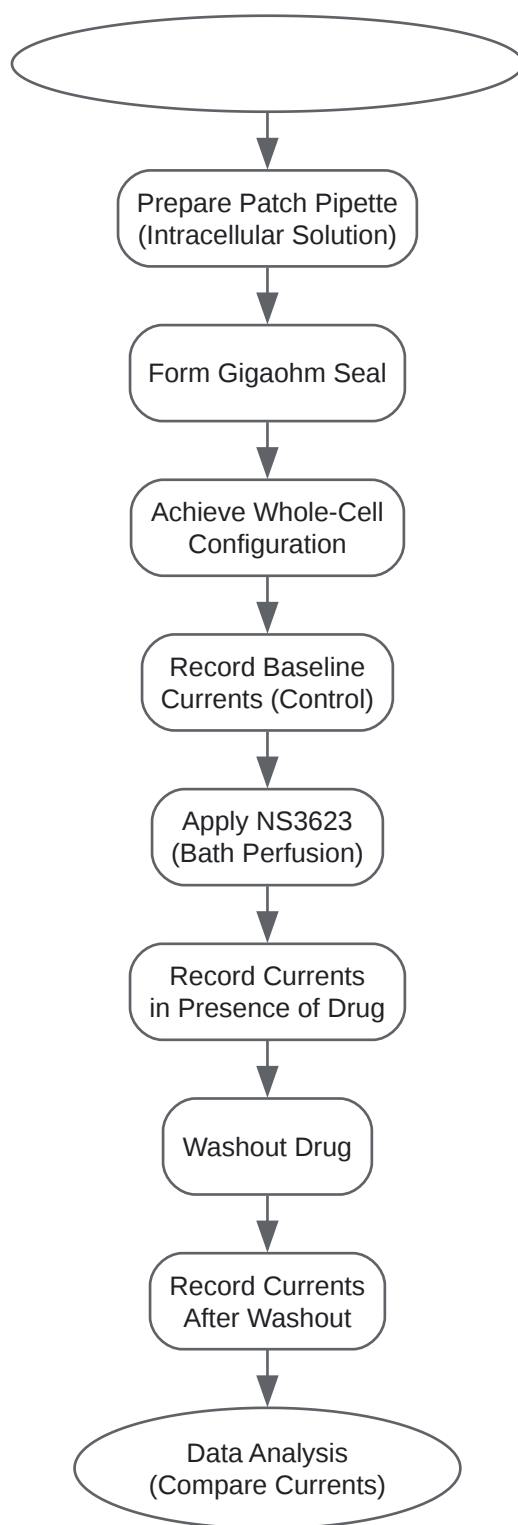 Prepare Patch Pipette
(Intracellular Solution)
Form Gigaohm Seal
Achieve Whole-Cell
Configuration
Record Baseline
Currents (Control)
Apply NS3623
(Bath Perfusion)
Record Currents
in Presence of Drug
Washout Drug
Record Currents
After Washout
Data Analysis
(Compare Currents)